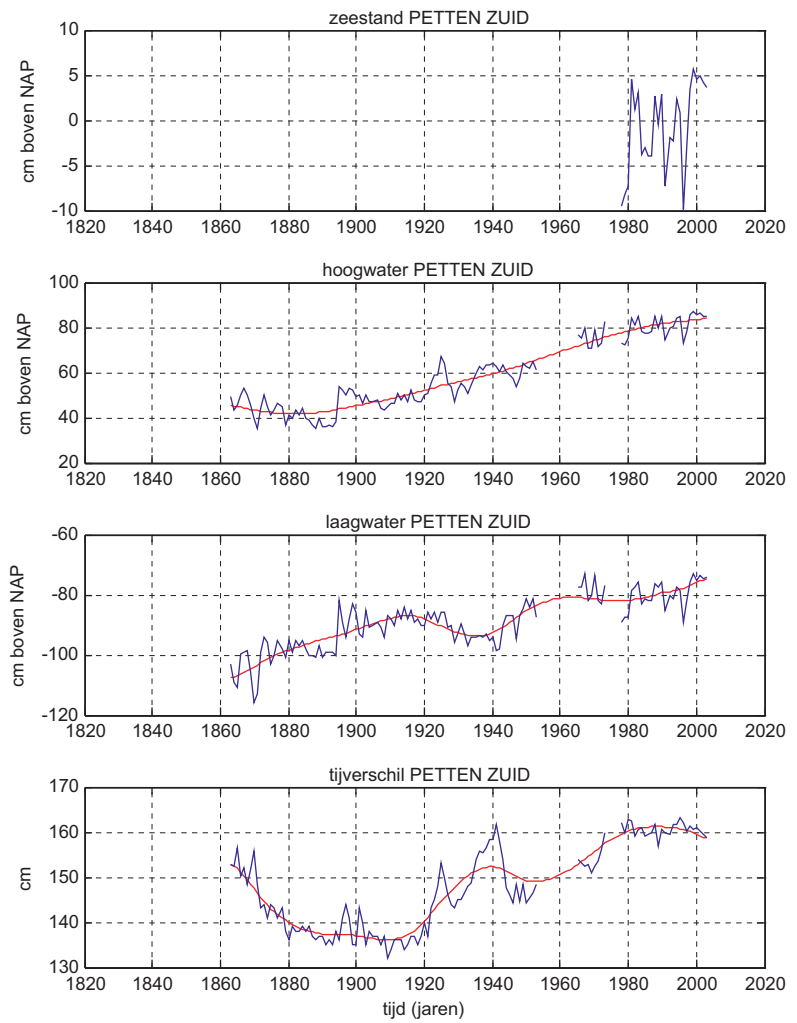 zeestand PETTEN ZUID
10
5
0
-5
-10
cm boven NAP
1820 1840 1860 1880 1900 1920 1940 1960 1980 2000 2020
hoogwater PETTEN ZUID
100
80
60
40
20
cm boven NAP
1820 1840 1860 1880 1900 1920 1940 1960 1980 2000 2020
laagwater PETTEN ZUID
-60
-80
-100
-120
cm boven NAP
1820 1840 1860 1880 1900 1920 1940 1960 1980 2000 2020
tijverschil PETTEN ZUID
170
160
150
140
130
cm
1820 1840 1860 1880 1900 1920 1940 1960 1980 2000 2020
tijd (jaren)